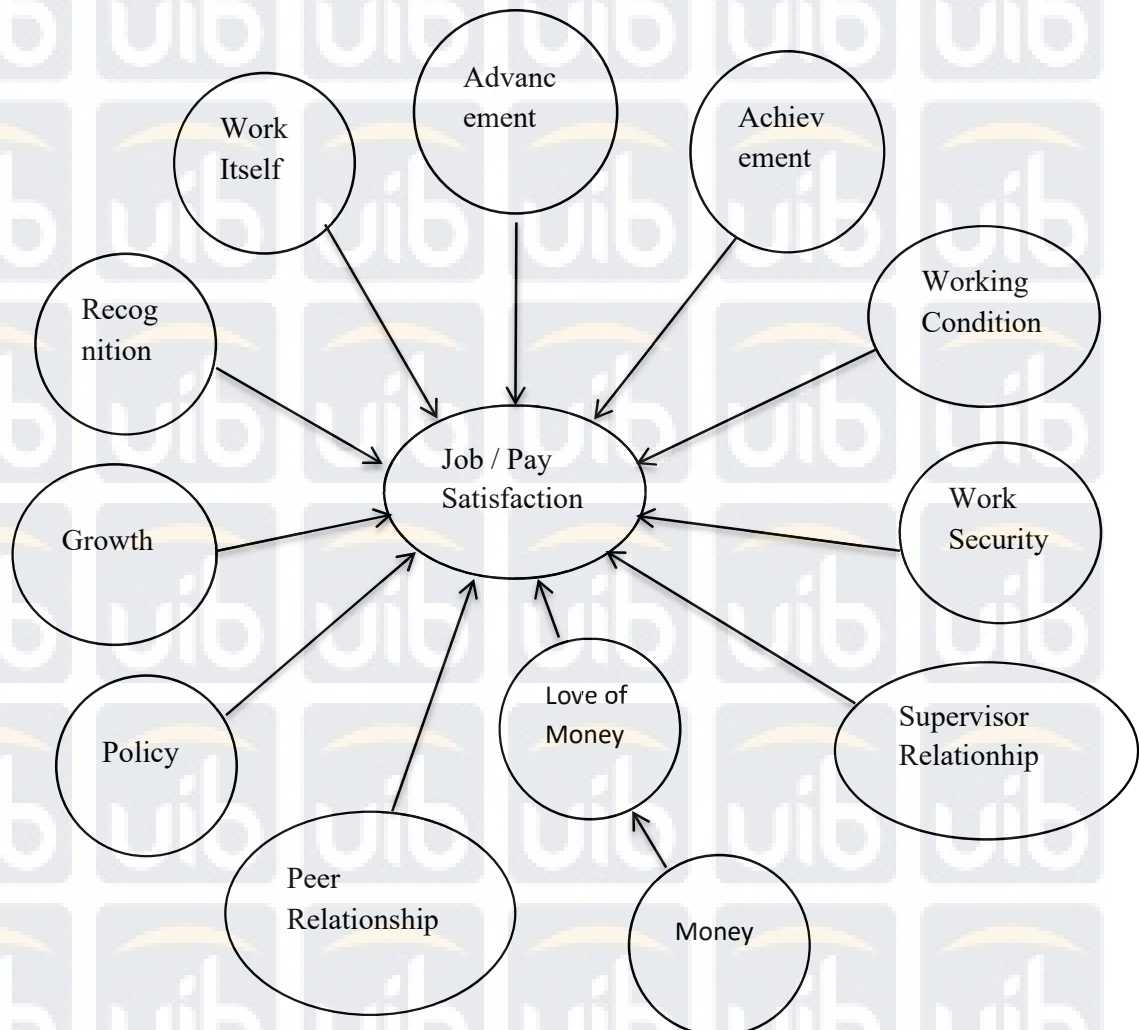 Advanc
ement
Work
Itself
Achiev
ement
Working
Condition
Recog
nition
Job / Pay
Satisfaction
Work
Security
Growth
Love of
Money
Supervisor
Relationhip
Policy
Peer
Relationship
Money
uib